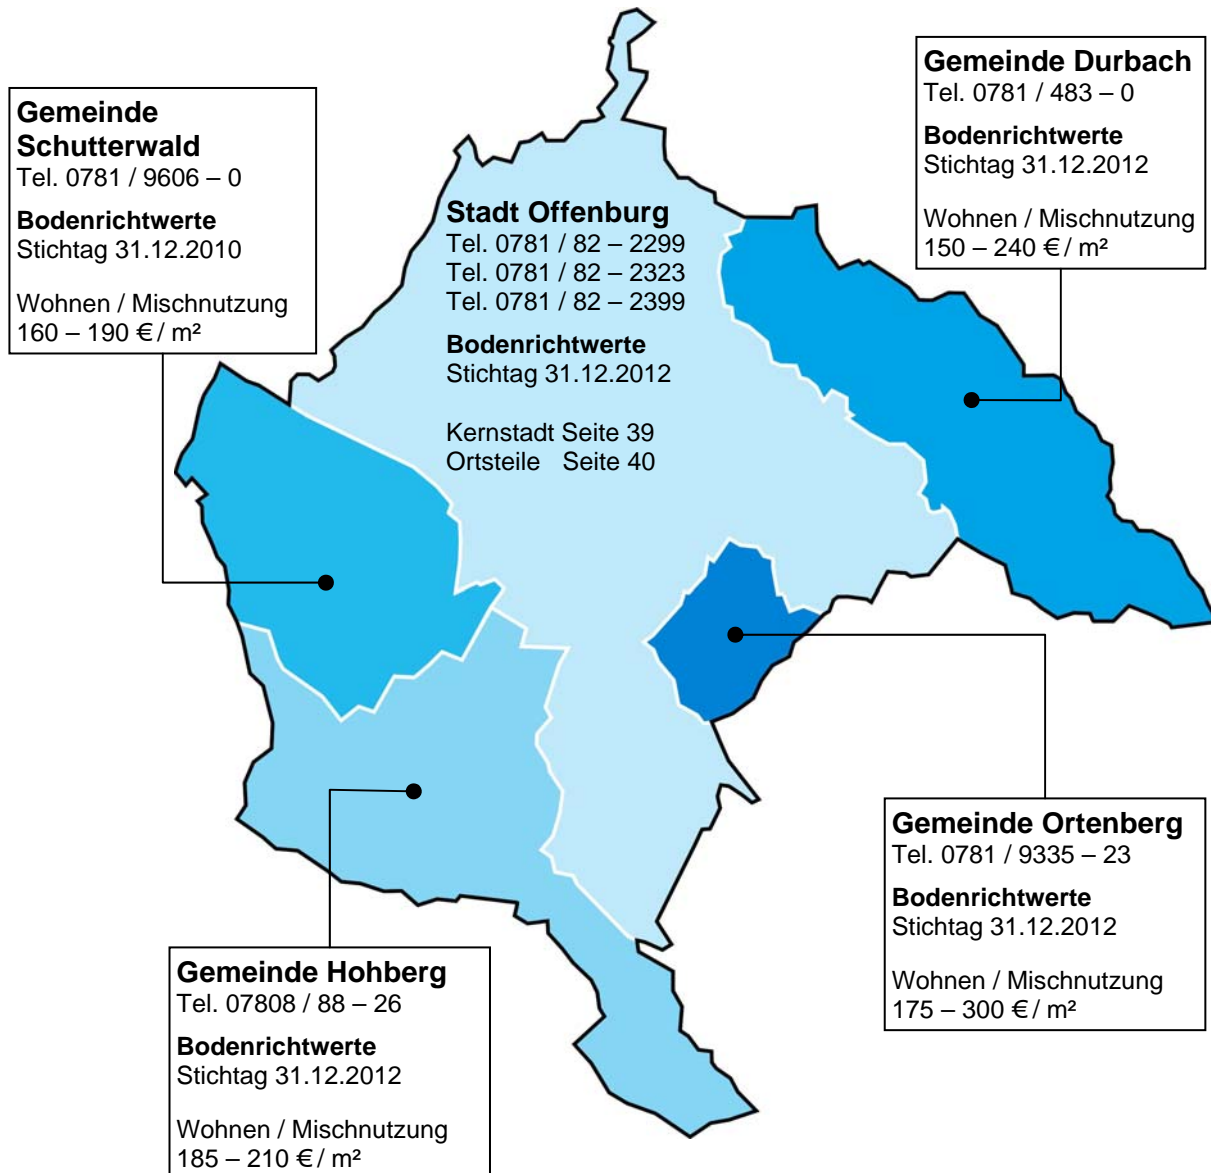 Gemeinde
Schutterwald
Tel. 0781 / 9606 – 0
Bodenrichtwerte
Stichtag 31.12.2010
Wohnen / Mischnutzung
160 – 190 € / m²
Stadt Offenburg
Tel. 0781 / 82 – 2299
Tel. 0781 / 82 – 2323
Tel. 0781 / 82 – 2399
Bodenrichtwerte
Stichtag 31.12.2012
Kernstadt Seite 39
Ortsteile Seite 40
Gemeinde Durbach
Tel. 0781 / 483 – 0
Bodenrichtwerte
Stichtag 31.12.2012
Wohnen / Mischnutzung
150 – 240 € / m²
Gemeinde Ortenberg
Tel. 0781 / 9335 – 23
Bodenrichtwerte
Stichtag 31.12.2012
Wohnen / Mischnutzung
175 – 300 € / m²
Gemeinde Hohberg
Tel. 07808 / 88 – 26
Bodenrichtwerte
Stichtag 31.12.2012
Wohnen / Mischnutzung
185 – 210 € / m²